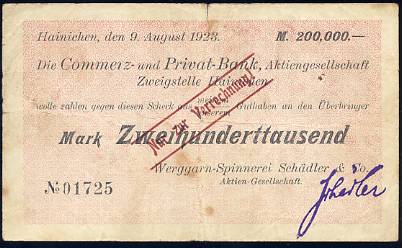 Hainichen, den 9. August 1923. M. 200,000.—
Die Commerz- und Privat-Bank, Aktiengesellschaft
Zweigstelle Hainichen
wolle zahlen gegen diesen Scheck aus meinem Guthaben an den Überbringer
unserem
Nur zur Verrechnung
Mark Zweihunderttausend
№ 01725
Werggarn-Spinnerei Schädler & Co.
Aktien-Gesellschaft.
Schädler